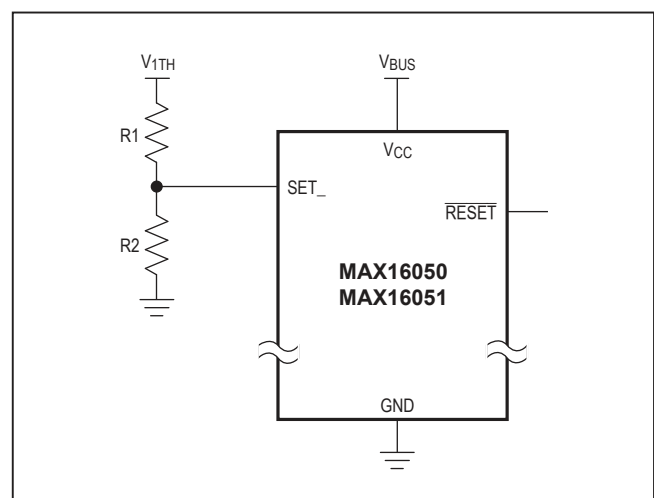 V1TH
VBUS
R1
VCC
SET_
RESET
R2
MAX16050
MAX16051
GND